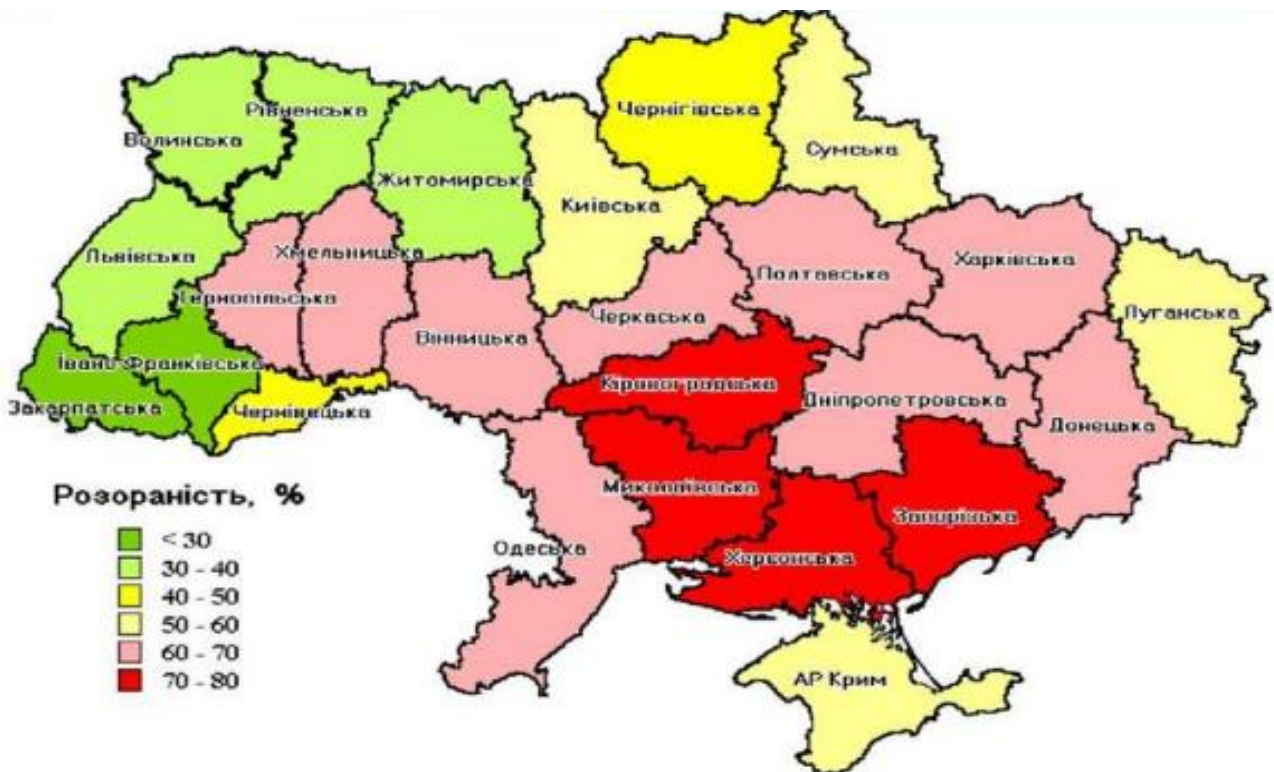 Чернігівська
Рівненська
Волинська
Сумська
Житомирська
Київська
Львівська
Хмельницька
Полтавська
Харківська
Тернопільська
Черкаська
Луганська
Вінницька
Івано-Франківська
Кіровоградська
Закарпатська
Чернівецька
Дніпропетровська
Донецька
Розораність, %
Миколаївська
Запорізька
< 30
Одеська
Херсонська
30 - 40
40 - 50
50 - 60
60 - 70
70 - 80
АР Крим